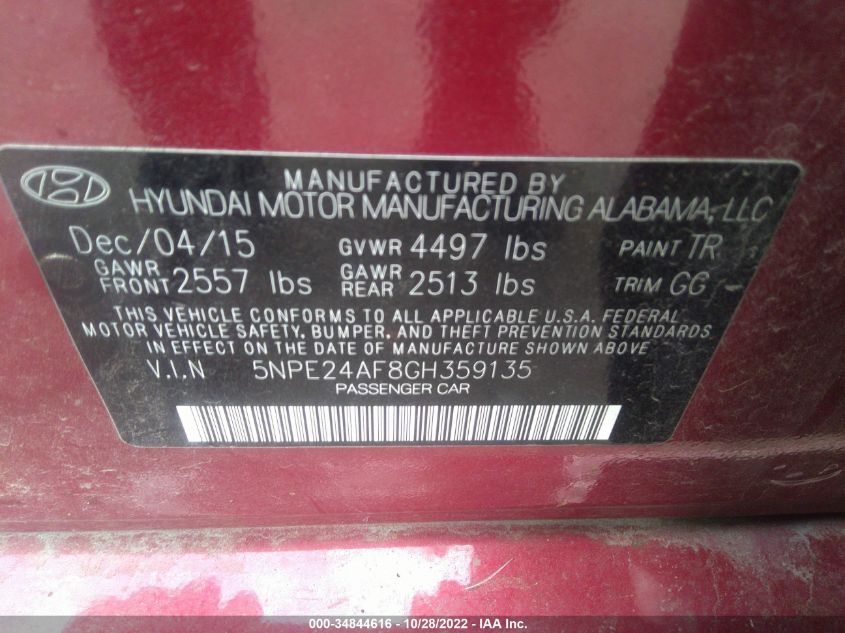 MANUFACTURED BY
HYUNDAI MOTOR MANUFACTURING ALABAMA, LLC
Dec/04/15 GVWR 4497 lbs PAINT TR
GAWR FRONT 2557 lbs GAWR REAR 2513 lbs TRIM GG
THIS VEHICLE CONFORMS TO ALL APPLICABLE U.S.A. FEDERAL
MOTOR VEHICLE SAFETY, BUMPER, AND THEFT PREVENTION STANDARDS
IN EFFECT ON THE DATE OF MANUFACTURE SHOWN ABOVE
V.I.N 5NPE24AF8GH359135
PASSENGER CAR
000-34844616 - 10/28/2022 - IAA Inc.